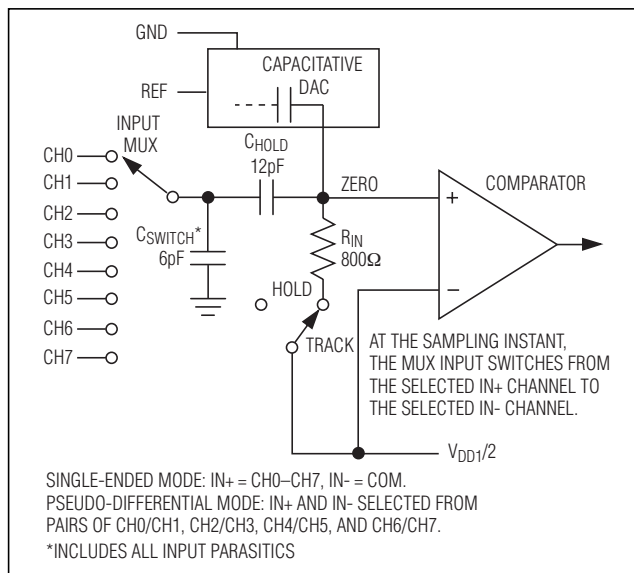 GND
CAPACITATIVE
DAC
REF
INPUT
MUX
CHOLD
12pF
CH0
CH1
CH2
CH3
CH4
CH5
CH6
CH7
ZERO
COMPARATOR
+
−
CSWITCH*
6pF
RIN
800Ω
HOLD
TRACK
AT THE SAMPLING INSTANT,
THE MUX INPUT SWITCHES FROM
THE SELECTED IN+ CHANNEL TO
THE SELECTED IN- CHANNEL.
VDD1/2
SINGLE-ENDED MODE: IN+ = CH0–CH7, IN- = COM.
PSEUDO-DIFFERENTIAL MODE: IN+ AND IN- SELECTED FROM
PAIRS OF CH0/CH1, CH2/CH3, CH4/CH5, AND CH6/CH7.
*INCLUDES ALL INPUT PARASITICS